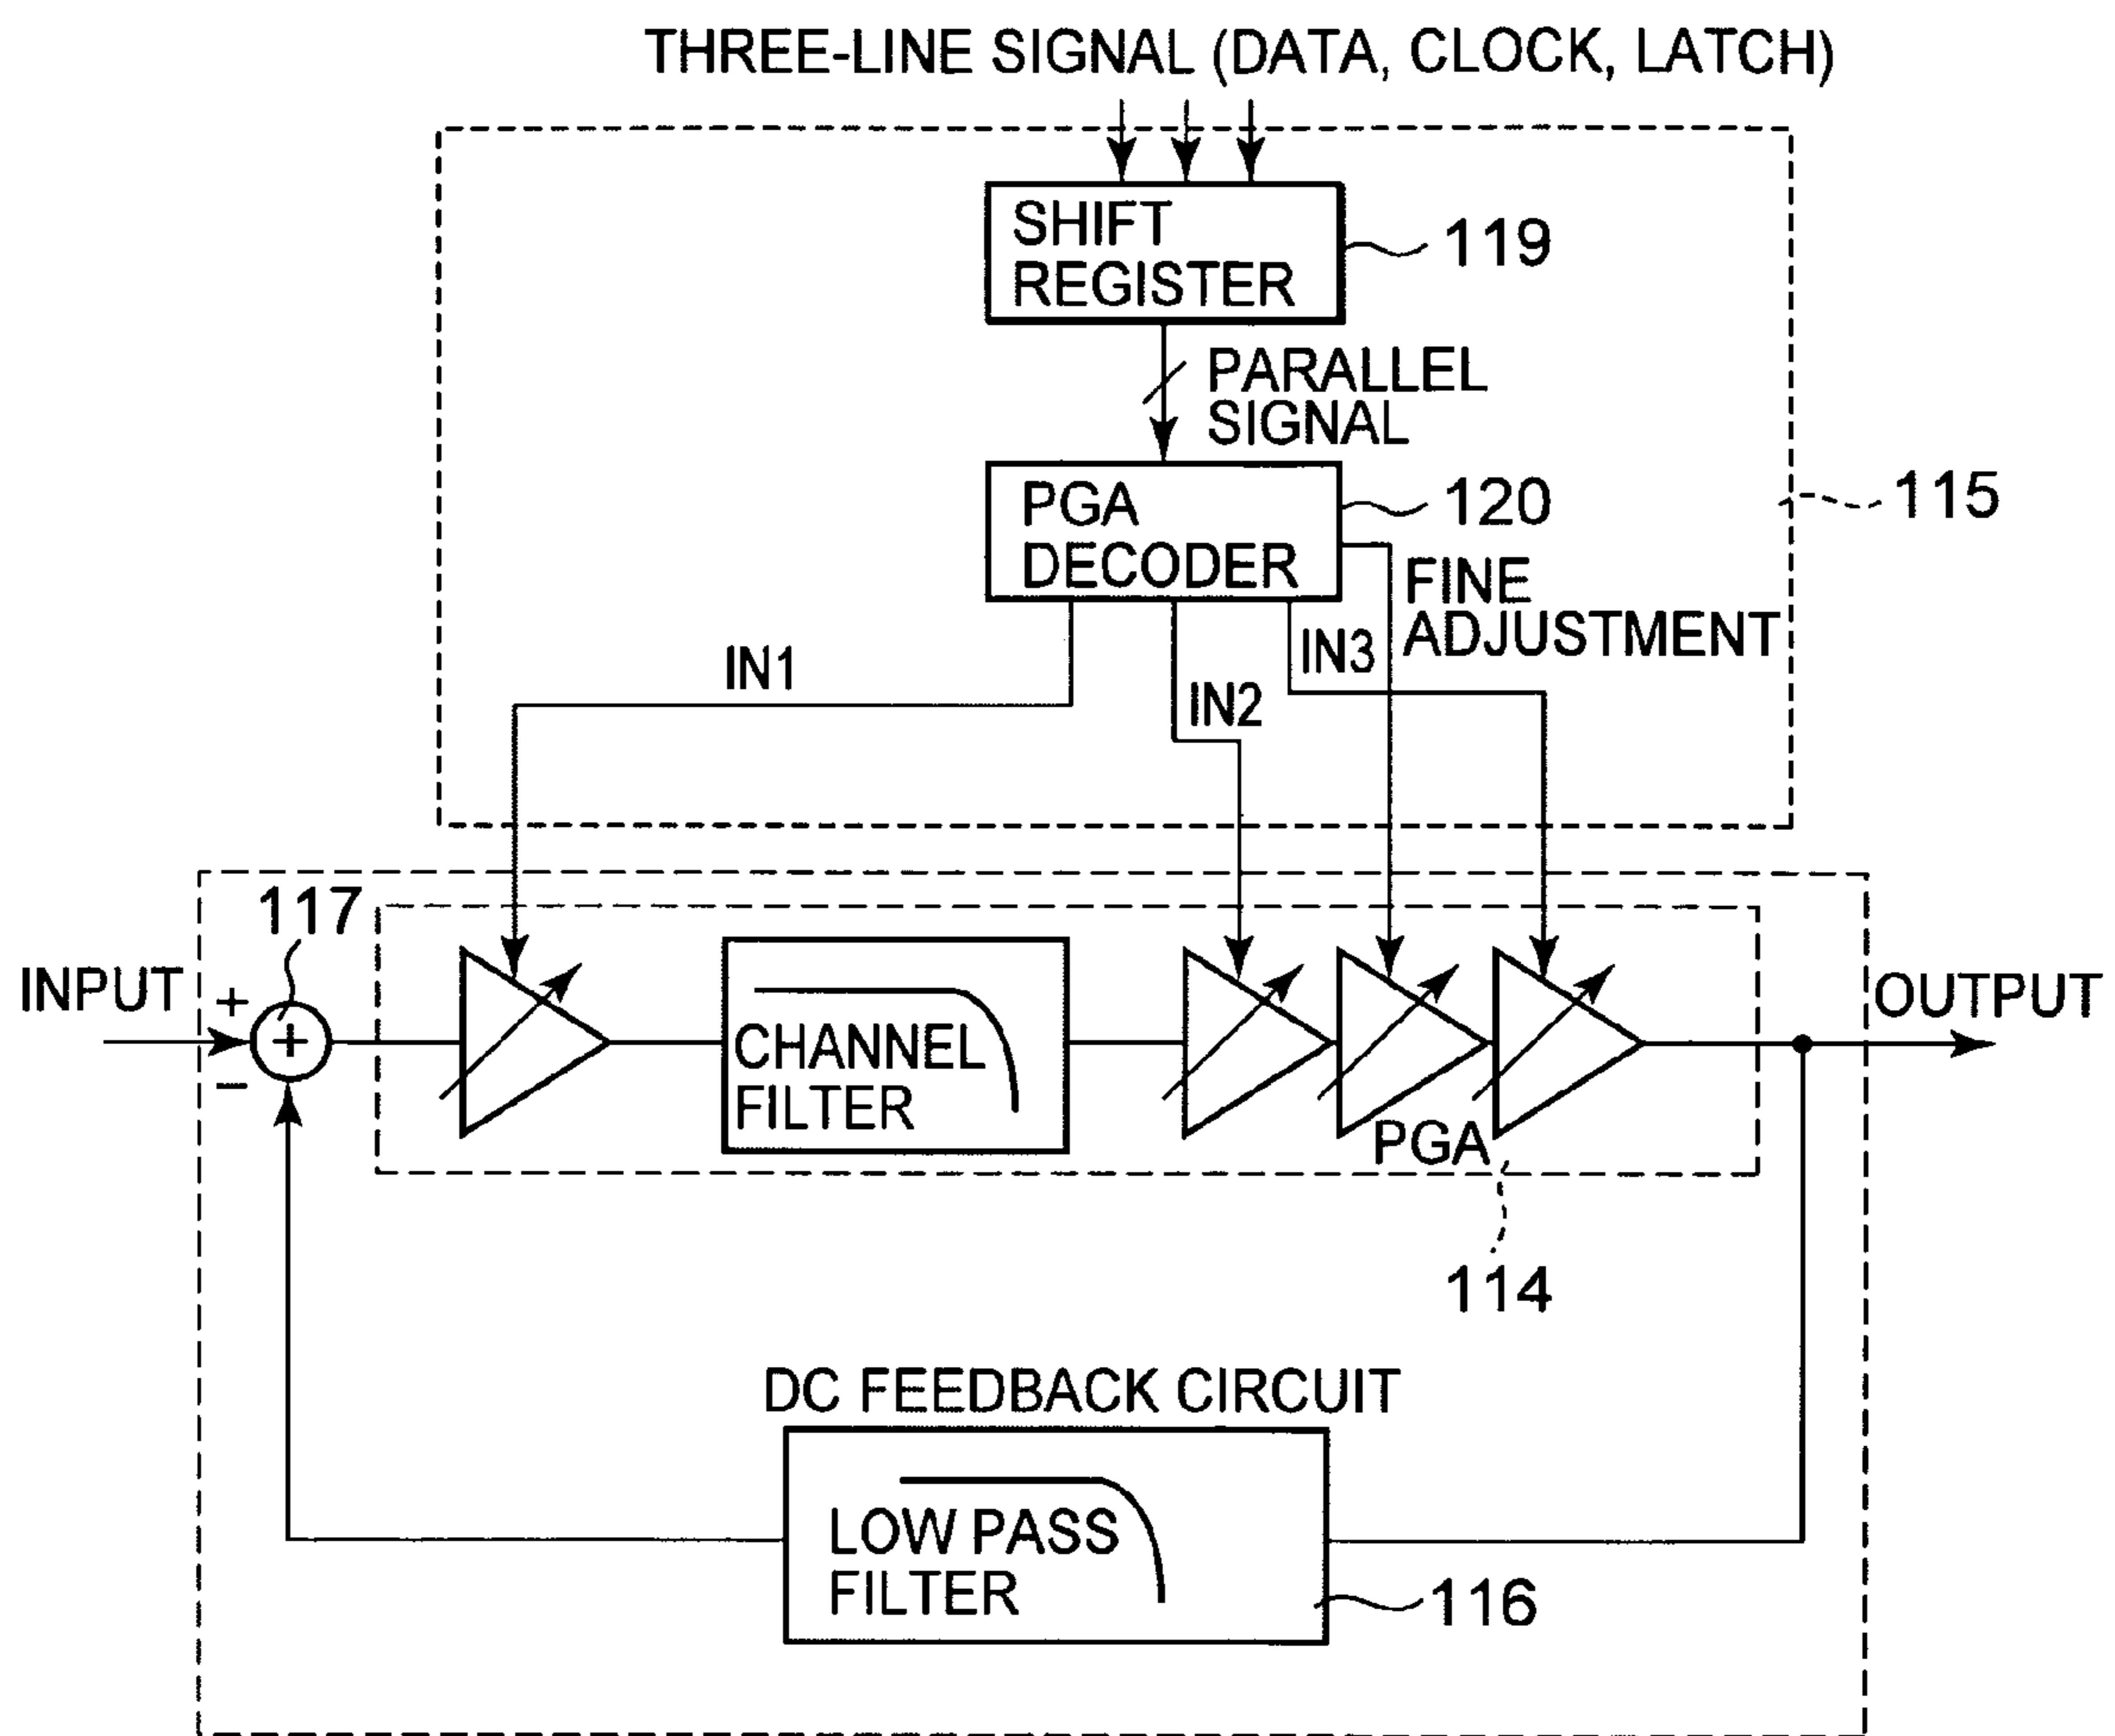 THREE-LINE SIGNAL (DATA, CLOCK, LATCH)
SHIFT
REGISTER
119
PARALLEL
SIGNAL
PGA
DECODER
120
115
FINE
ADJUSTMENT
IN1
IN2
IN3
117
INPUT
+
+
−
CHANNEL
FILTER
PGA
OUTPUT
114
DC FEEDBACK CIRCUIT
LOW PASS
FILTER
116